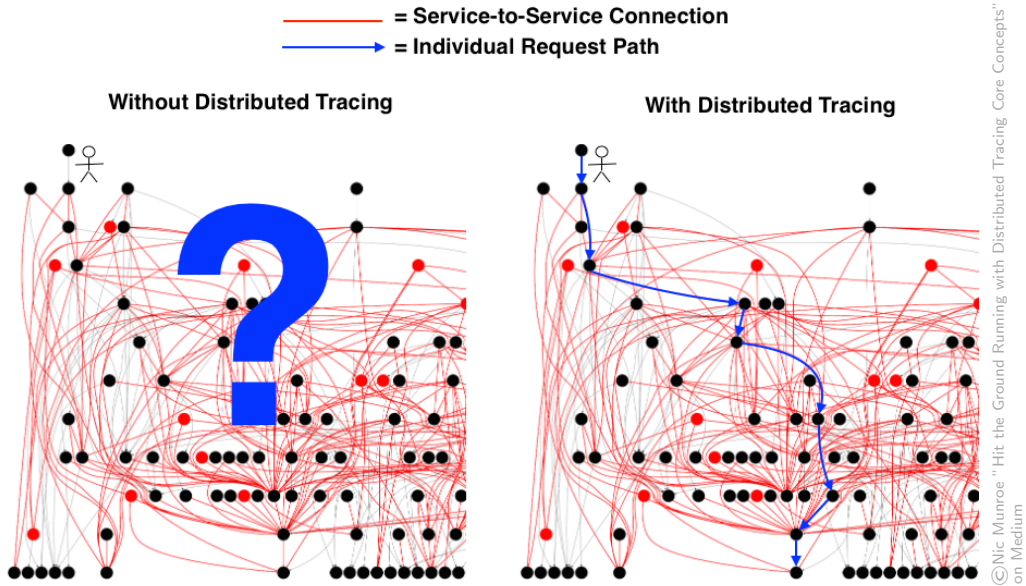 = Service-to-Service Connection
= Individual Request Path
Without Distributed Tracing
With Distributed Tracing
?
©Nic Munroe "Hit the Ground Running with Distributed Tracing Core Concepts"
on Medium